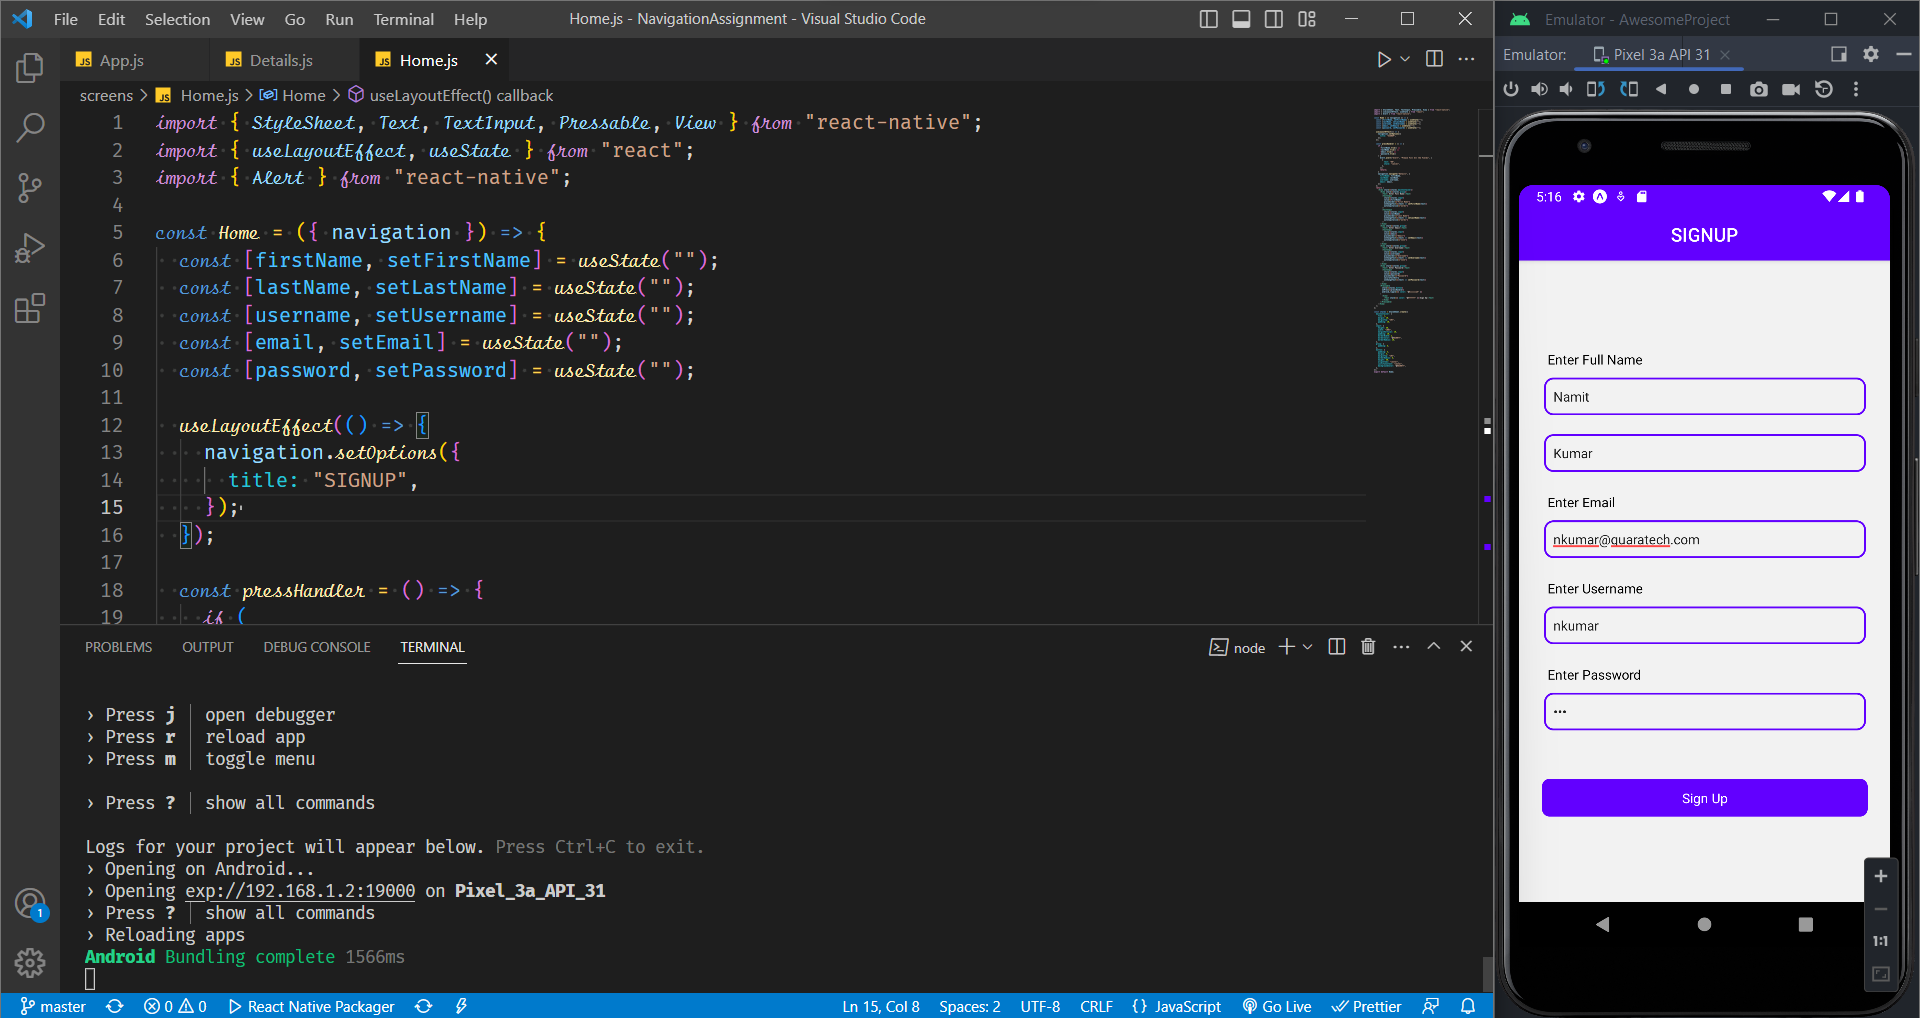 File Edit Selection View Go Run Terminal Help
Home.js - NavigationAssignment - Visual Studio Code
JS App.js
JS Details.js
JS Home.js
screens > JS Home.js > Home > useLayoutEffect() callback
1 import { StyleSheet, Text, TextInput, Pressable, View } from "react-native";
2 import { useLayoutEffect, useState } from "react";
3 import { Alert } from "react-native";
4
5 const Home = ({ navigation }) => {
6 const [firstName, setFirstName] = useState("");
7 const [lastName, setLastName] = useState("");
8 const [username, setUsername] = useState("");
9 const [email, setEmail] = useState("");
10 const [password, setPassword] = useState("");
11
12 useLayoutEffect(() => {
13 navigation.setOptions({
14 title: "SIGNUP",
15 });
16 });
17
18 const pressHandler = () => {
19 if (
PROBLEMS OUTPUT DEBUG CONSOLE TERMINAL
node
› Press j │ open debugger
› Press r │ reload app
› Press m │ toggle menu
› Press ? │ show all commands
Logs for your project will appear below. Press Ctrl+C to exit.
› Opening on Android...
› Opening exp://192.168.1.2:19000 on Pixel_3a_API_31
› Press ? │ show all commands
› Reloading apps
Android Bundling complete 1566ms
1
master
0 0
React Native Packager
Ln 15, Col 8 Spaces: 2 UTF-8 CRLF {} JavaScript Go Live Prettier
Emulator - AwesomeProject
Emulator: Pixel 3a API 31
5:16
SIGNUP
Enter Full Name
Namit
Kumar
Enter Email
nkumar@guaratech.com
Enter Username
nkumar
Enter Password
•••
Sign Up
1:1